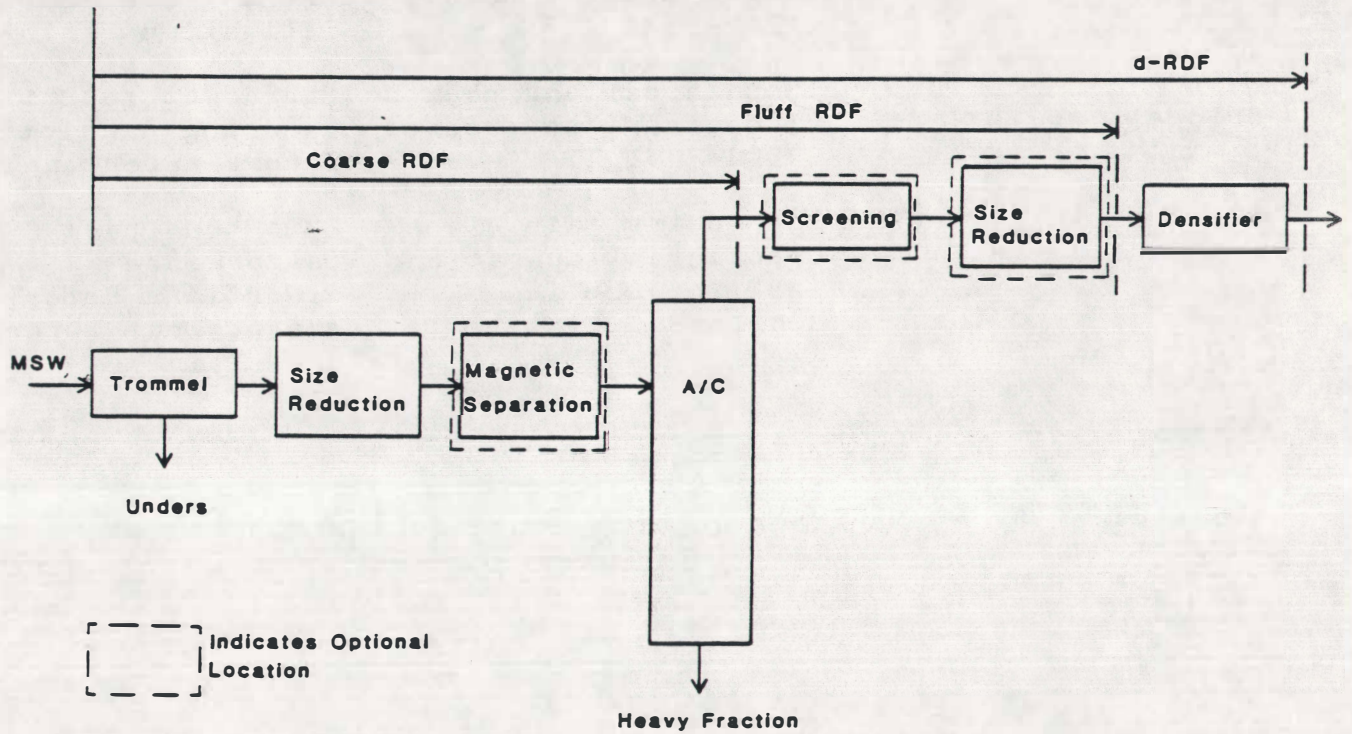 d-RDF
Fluff RDF
Coarse RDF
Screening
Size
Reduction
Densifier
MSW
Trommel
Size
Reduction
Magnetic
Separation
A/C
Unders
Indicates Optional
Location
Heavy Fraction